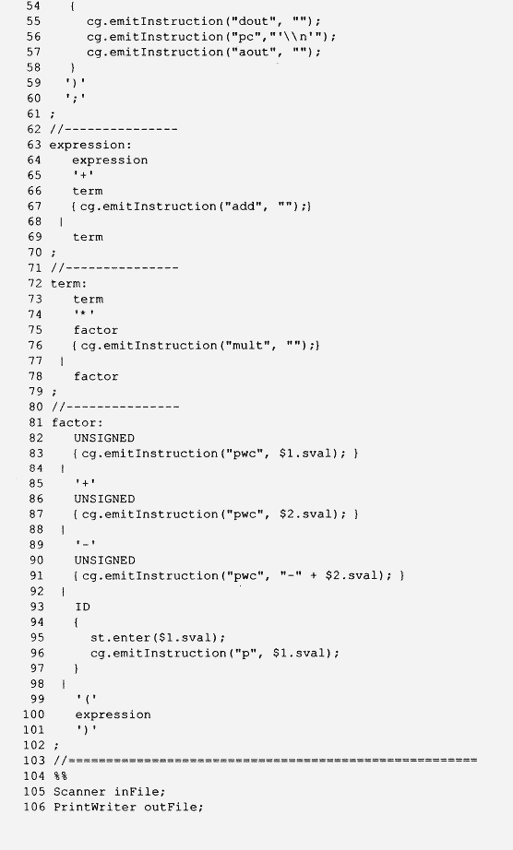 54 {
55 cg.emitInstruction("dout", "");
56 cg.emitInstruction("pc","'\\n'");
57 cg.emitInstruction("aout", "");
58 }
59 ')'
60 ';'
61 ;
62 //---------------
63 expression:
64 expression
65 '+'
66 term
67 {cg.emitInstruction("add", "");}
68 |
69 term
70 ;
71 //---------------
72 term:
73 term
74 '*'
75 factor
76 {cg.emitInstruction("mult", "");}
77 |
78 factor
79 ;
80 //---------------
81 factor:
82 UNSIGNED
83 {cg.emitInstruction("pwc", $1.sval); }
84 |
85 '+'
86 UNSIGNED
87 {cg.emitInstruction("pwc", $2.sval); }
88 |
89 '-'
90 UNSIGNED
91 {cg.emitInstruction("pwc", "-" + $2.sval); }
92 |
93 ID
94 {
95 st.enter($1.sval);
96 cg.emitInstruction("p", $1.sval);
97 }
98 |
99 '('
100 expression
101 ')'
102 ;
103 //======================================================
104 %%
105 Scanner inFile;
106 PrintWriter outFile;